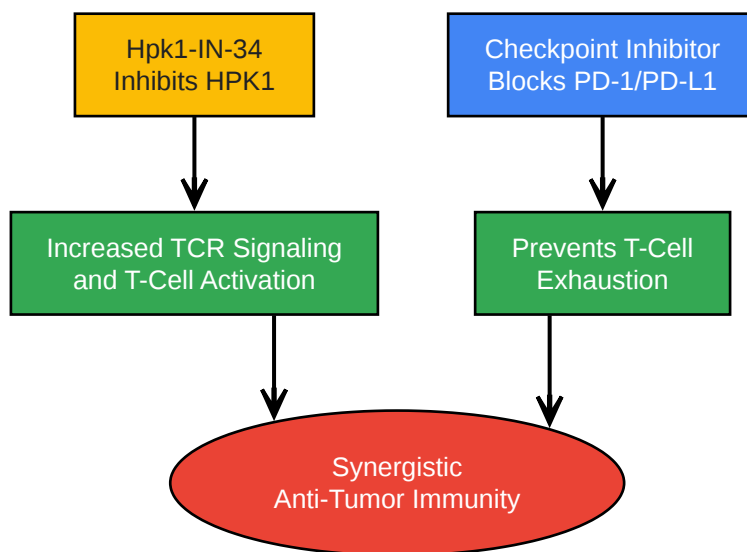 Hpk1-IN-34
Inhibits HPK1
Checkpoint Inhibitor
Blocks PD-1/PD-L1
Increased TCR Signaling
and T-Cell Activation
Prevents T-Cell
Exhaustion
Synergistic
Anti-Tumor Immunity